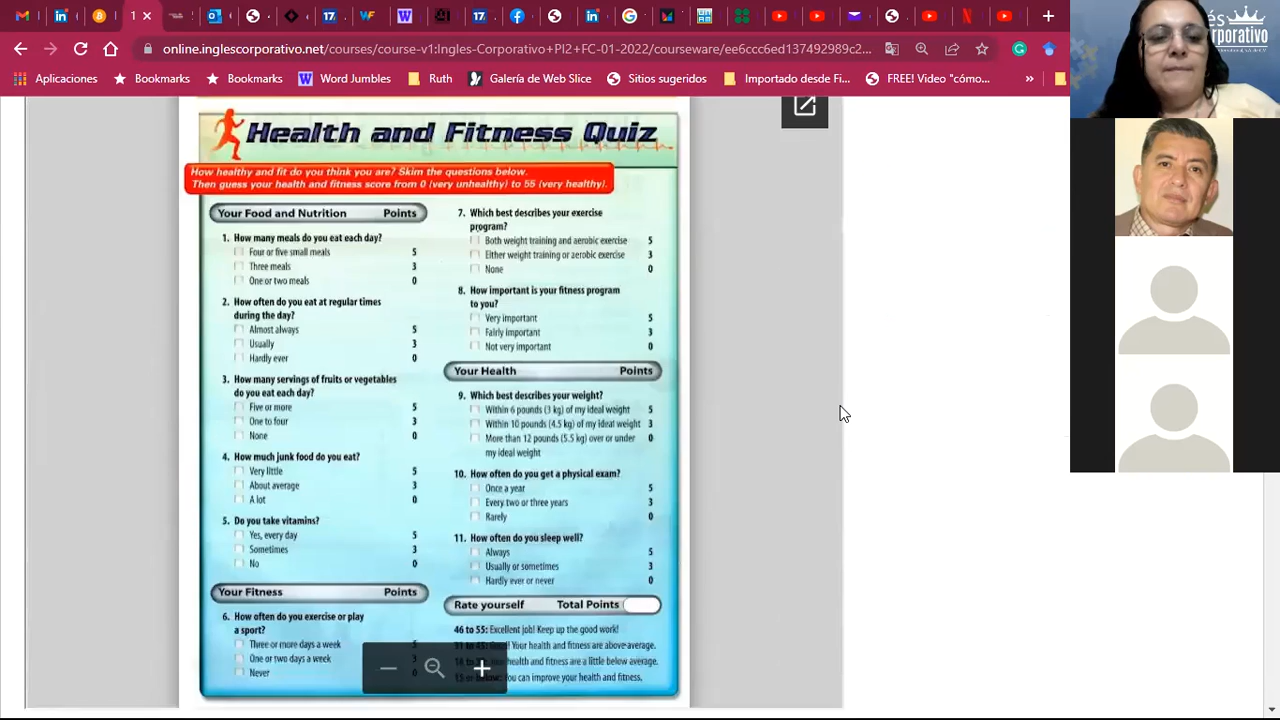 1
17
W
17
online.inglescorporativo.net/courses/course-v1:Ingles-Corporativo+PI2+FC-01-2022/courseware/ee6ccc6ed137492989c2...
és
Corporativo
Aplicaciones
Bookmarks
Bookmarks
Word Jumbles
Ruth
Galería de Web Slice
Sitios sugeridos
Importado desde Fi...
FREE! Video "cómo...
»
Health and Fitness Quiz
How healthy and fit do you think you are? Skim the questions below.
Then guess your health and fitness score from 0 (very unhealthy) to 55 (very healthy).
Your Food and Nutrition Points
1. How many meals do you eat each day?
Four or five small meals 5
Three meals 3
One or two meals 0
2. How often do you eat at regular times
during the day?
Almost always 5
Usually 3
Hardly ever 0
3. How many servings of fruits or vegetables
do you eat each day?
Five or more 5
One to four 3
None 0
4. How much junk food do you eat?
Very little 5
About average 3
A lot 0
5. Do you take vitamins?
Yes, every day 5
Sometimes 3
No 0
Your Fitness Points
6. How often do you exercise or play
a sport?
Three or more days a week 5
One or two days a week 3
Never 0
7. Which best describes your exercise
program?
Both weight training and aerobic exercise 5
Either weight training or aerobic exercise 3
None 0
8. How important is your fitness program
to you?
Very important 5
Fairly important 3
Not very important 0
Your Health Points
9. Which best describes your weight?
Within 6 pounds (3 kg) of my ideal weight 5
Within 10 pounds (4.5 kg) of my ideal weight 3
More than 12 pounds (5.5 kg) over or under 0
my ideal weight
10. How often do you get a physical exam?
Once a year 5
Every two or three years 3
Rarely 0
11. How often do you sleep well?
Always 5
Usually or sometimes 3
Hardly ever or never 0
Rate yourself Total Points
46 to 55: Excellent job! Keep up the good work!
31 to 45: Good! Your health and fitness are above average.
health and fitness are a little below average.
15 or below: You can improve your health and fitness.